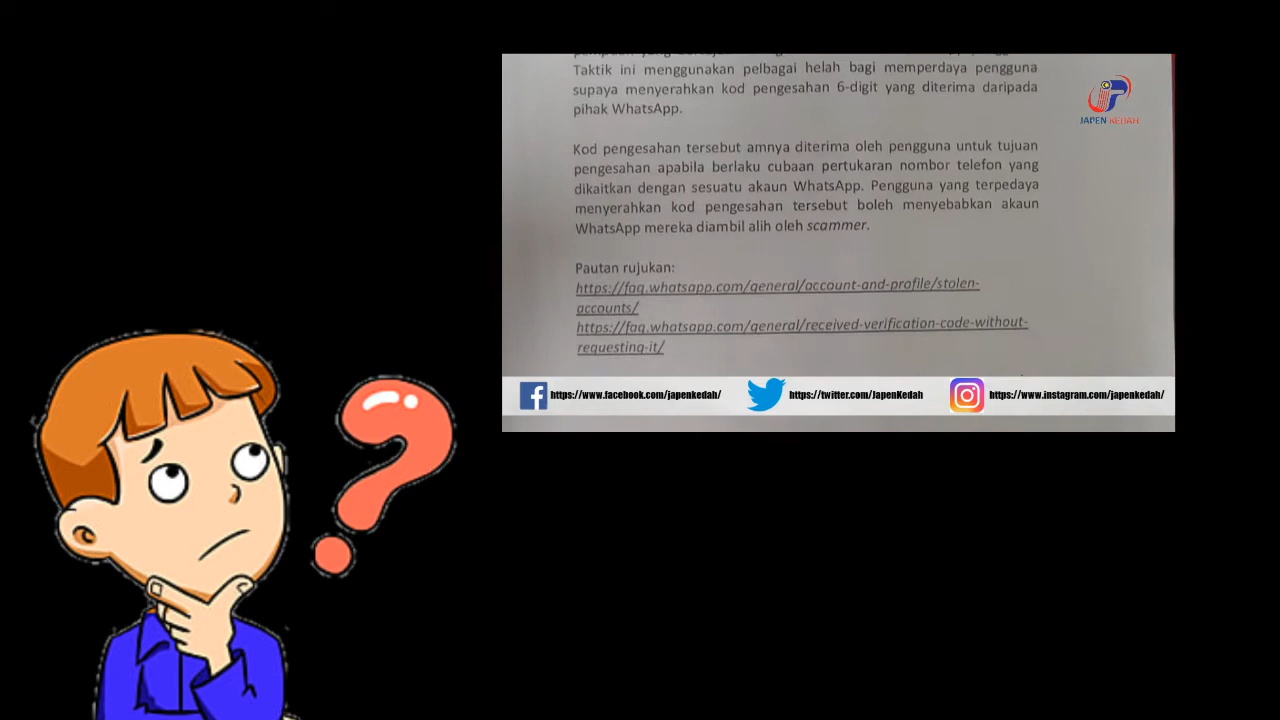 Taktik ini menggunakan pelbagai helah bagi memperdaya pengguna
supaya menyerahkan kod pengesahan 6-digit yang diterima daripada
pihak WhatsApp.
Kod pengesahan tersebut amnya diterima oleh pengguna untuk tujuan
pengesahan apabila berlaku cubaan pertukaran nombor telefon yang
dikaitkan dengan sesuatu akaun WhatsApp. Pengguna yang terpedaya
menyerahkan kod pengesahan tersebut boleh menyebabkan akaun
WhatsApp mereka diambil alih oleh scammer.
Pautan rujukan:
https://faq.whatsapp.com/general/account-and-profile/stolen-
accounts/
https://faq.whatsapp.com/general/received-verification-code-without-
requesting-it/
JAPEN KEDAH
https://www.facebook.com/japenkedah/
https://twitter.com/JapenKedah
https://www.instagram.com/japenkedah/